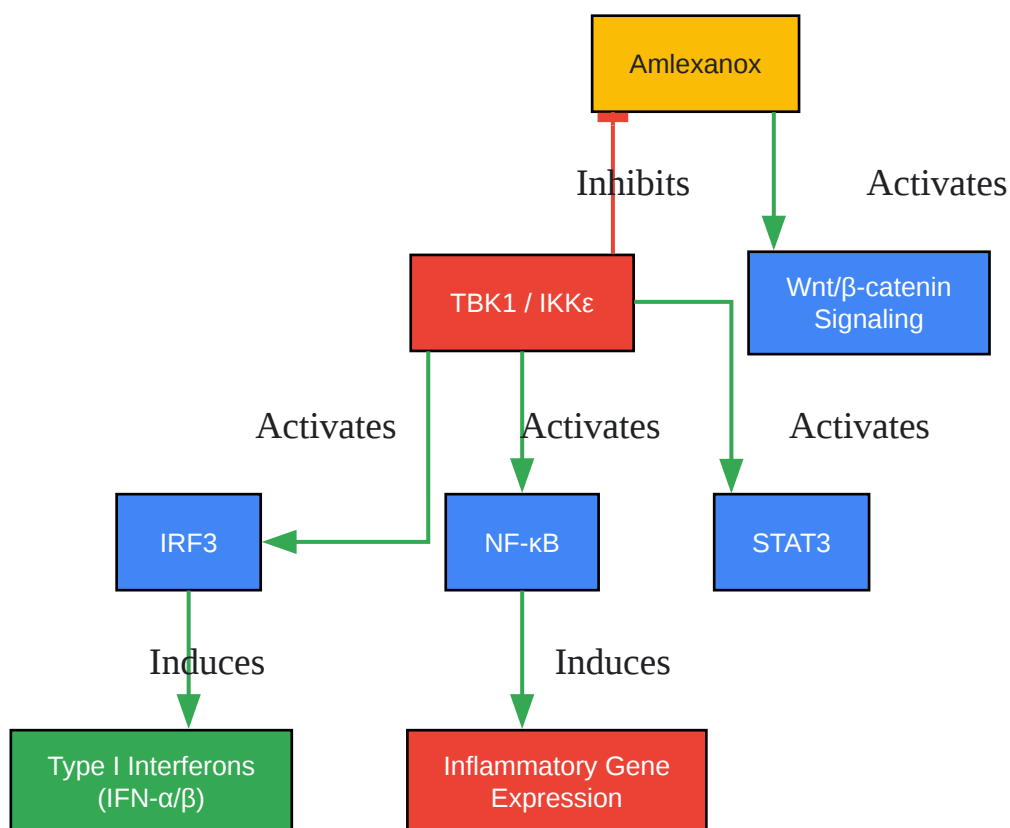 Amlexanox
Inhibits
Activates
Wnt/β-catenin
Signaling
TBK1 / IKKε
Activates
Activates
Activates
IRF3
NF-κB
STAT3
Induces
Induces
Type I Interferons
(IFN-α/β)
Inflammatory Gene
Expression